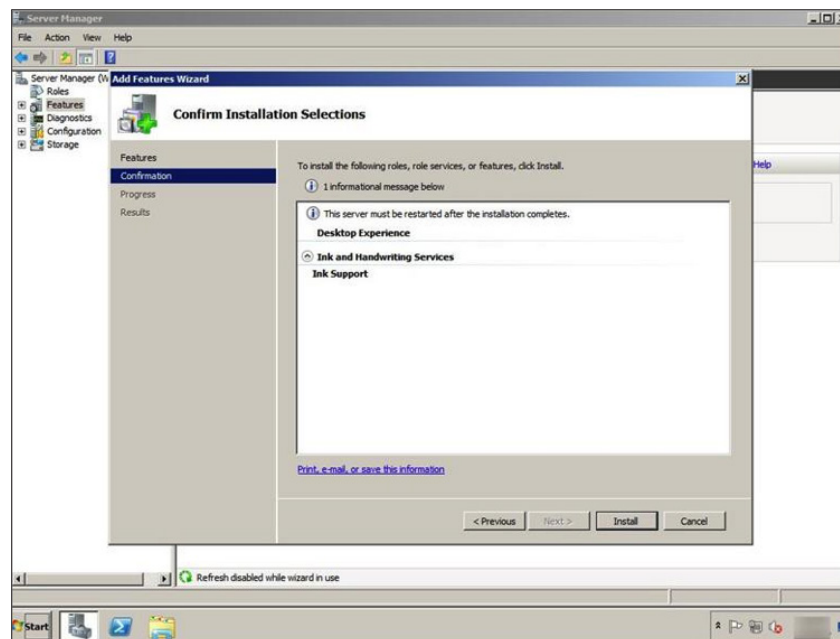 Server Manager
File Action View Help
Server Manager (W
Roles
Features
Diagnostics
Configuration
Storage
Add Features Wizard
Confirm Installation Selections
Features
Confirmation
Progress
Results
To install the following roles, role services, or features, click Install.
1 informational message below
This server must be restarted after the installation completes.
Desktop Experience
Ink and Handwriting Services
Ink Support
Print, e-mail, or save this information
< Previous Next > Install Cancel
Help
Refresh disabled while wizard in use
Start